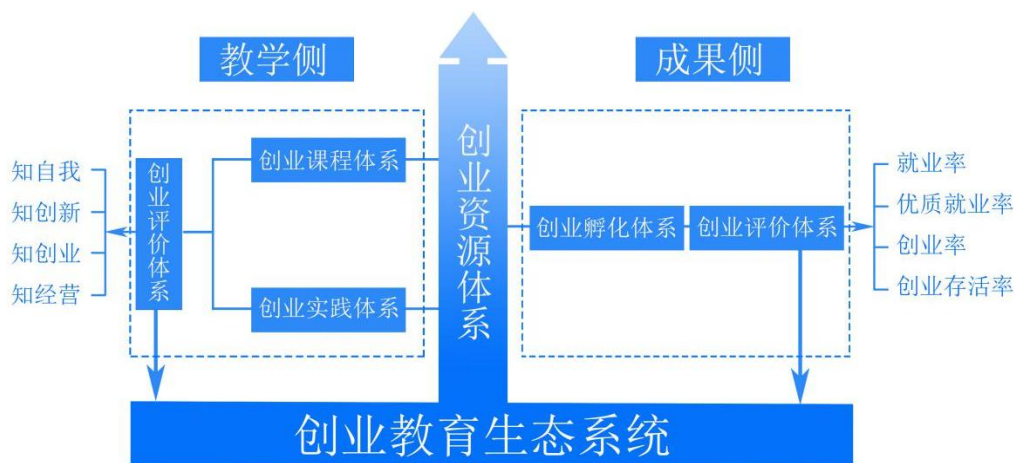 教学侧
成果侧
知自我
知创新
知创业
知经营
创业评价体系
创业课程体系
创业实践体系
创业资源体系
创业孵化体系
创业评价体系
就业率
优质就业率
创业率
创业存活率
创业教育生态系统